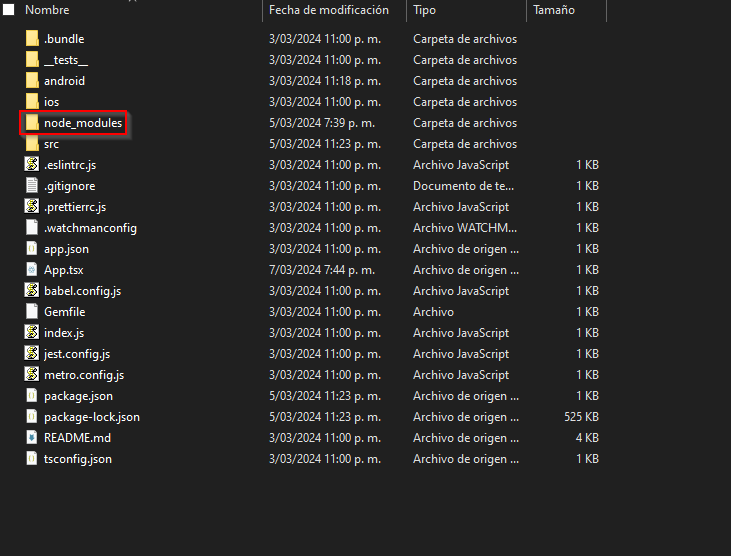 Nombre Fecha de modificación Tipo Tamaño
.bundle 3/03/2024 11:00 p. m. Carpeta de archivos
__tests__ 3/03/2024 11:00 p. m. Carpeta de archivos
android 3/03/2024 11:18 p. m. Carpeta de archivos
ios 3/03/2024 11:00 p. m. Carpeta de archivos
node_modules 5/03/2024 7:39 p. m. Carpeta de archivos
src 5/03/2024 11:23 p. m. Carpeta de archivos
.eslintrc.js 3/03/2024 11:00 p. m. Archivo JavaScript 1 KB
.gitignore 3/03/2024 11:00 p. m. Documento de te... 1 KB
.prettierrc.js 3/03/2024 11:00 p. m. Archivo JavaScript 1 KB
.watchmanconfig 3/03/2024 11:00 p. m. Archivo WATCHM... 1 KB
app.json 3/03/2024 11:00 p. m. Archivo de origen ... 1 KB
App.tsx 7/03/2024 7:44 p. m. Archivo de origen ... 1 KB
babel.config.js 3/03/2024 11:00 p. m. Archivo JavaScript 1 KB
Gemfile 3/03/2024 11:00 p. m. Archivo 1 KB
index.js 3/03/2024 11:00 p. m. Archivo JavaScript 1 KB
jest.config.js 3/03/2024 11:00 p. m. Archivo JavaScript 1 KB
metro.config.js 3/03/2024 11:00 p. m. Archivo JavaScript 1 KB
package.json 5/03/2024 11:23 p. m. Archivo de origen ... 1 KB
package-lock.json 5/03/2024 11:23 p. m. Archivo de origen ... 525 KB
README.md 3/03/2024 11:00 p. m. Archivo de origen ... 4 KB
tsconfig.json 3/03/2024 11:00 p. m. Archivo de origen ... 1 KB